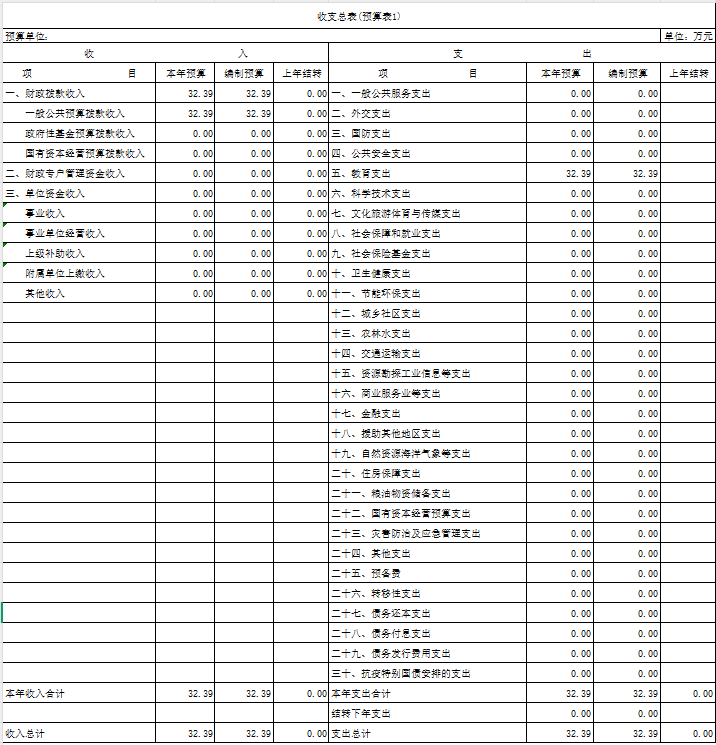 收支总表(预算表1)
预算单位: 单位: 万元
收 入 支 出
项 目 本年预算 编制预算 上年结转 项 目 本年预算 编制预算 上年结转
一、财政拨款收入 32.39 32.39 0.00 一、一般公共服务支出 0.00 0.00
一般公共预算拨款收入 32.39 32.39 0.00 二、外交支出 0.00 0.00
政府性基金预算拨款收入 0.00 0.00 0.00 三、国防支出 0.00 0.00
国有资本经营预算拨款收入 0.00 0.00 0.00 四、公共安全支出 0.00 0.00
二、财政专户管理资金收入 0.00 0.00 0.00 五、教育支出 32.39 32.39
三、单位资金收入 0.00 0.00 0.00 六、科学技术支出 0.00 0.00
事业收入 0.00 0.00 0.00 七、文化旅游体育与传媒支出 0.00 0.00
事业单位经营收入 0.00 0.00 0.00 八、社会保障和就业支出 0.00 0.00
上级补助收入 0.00 0.00 0.00 九、社会保险基金支出 0.00 0.00
附属单位上缴收入 0.00 0.00 0.00 十、卫生健康支出 0.00 0.00
其他收入 0.00 0.00 0.00 十一、节能环保支出 0.00 0.00
十二、城乡社区支出 0.00 0.00
十三、农林水支出 0.00 0.00
十四、交通运输支出 0.00 0.00
十五、资源勘探工业信息等支出 0.00 0.00
十六、商业服务业等支出 0.00 0.00
十七、金融支出 0.00 0.00
十八、援助其他地区支出 0.00 0.00
十九、自然资源海洋气象等支出 0.00 0.00
二十、住房保障支出 0.00 0.00
二十一、粮油物资储备支出 0.00 0.00
二十二、国有资本经营预算支出 0.00 0.00
二十三、灾害防治及应急管理支出 0.00 0.00
二十四、其他支出 0.00 0.00
二十五、预备费 0.00 0.00
二十六、转移性支出 0.00 0.00
二十七、债务还本支出 0.00 0.00
二十八、债务付息支出 0.00 0.00
二十九、债务发行费用支出 0.00 0.00
三十、抗疫特别国债安排的支出 0.00 0.00
本年收入合计 32.39 32.39 0.00 本年支出合计 32.39 32.39 0.00
结转下年支出 0.00 0.00
收入总计 32.39 32.39 0.00 支出总计 32.39 32.39 0.00